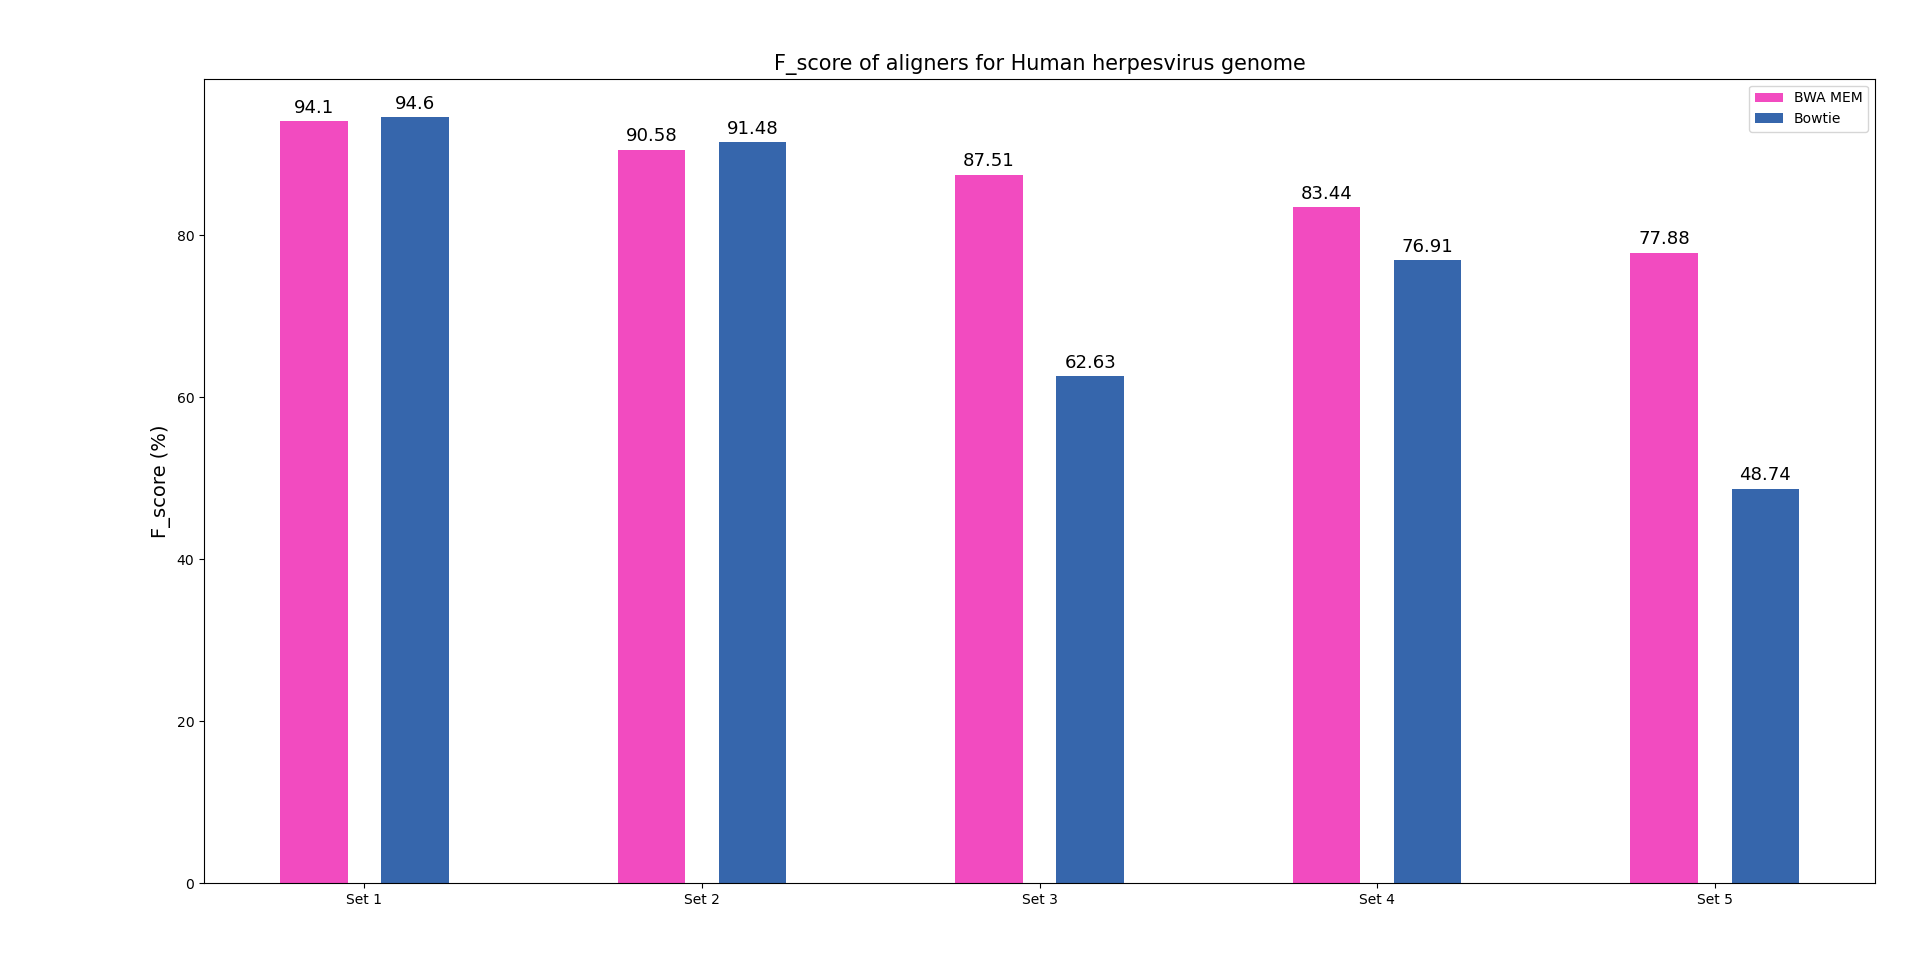 F_score of aligners for Human herpesvirus genome
BWA MEM
Bowtie
94.1
94.6
90.58
91.48
87.51
62.63
83.44
76.91
77.88
48.74
F_score (%)
80
60
40
20
0
Set 1
Set 2
Set 3
Set 4
Set 5